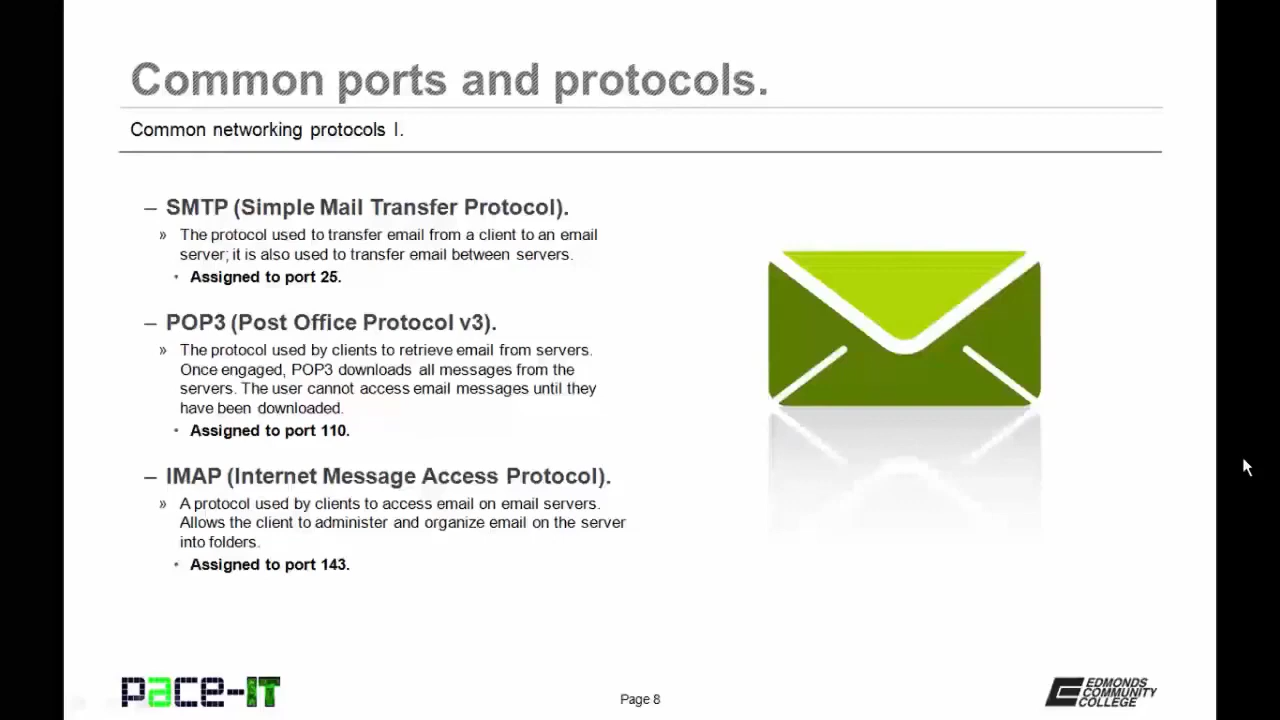 Common ports and protocols.
Common networking protocols I.
– SMTP (Simple Mail Transfer Protocol).
» The protocol used to transfer email from a client to an email
server; it is also used to transfer email between servers.
• Assigned to port 25.
– POP3 (Post Office Protocol v3).
» The protocol used by clients to retrieve email from servers.
Once engaged, POP3 downloads all messages from the
servers. The user cannot access email messages until they
have been downloaded.
• Assigned to port 110.
– IMAP (Internet Message Access Protocol).
» A protocol used by clients to access email on email servers.
Allows the client to administer and organize email on the server
into folders.
• Assigned to port 143.
pace-IT
Page 8
EDMONDS
COMMUNITY
COLLEGE